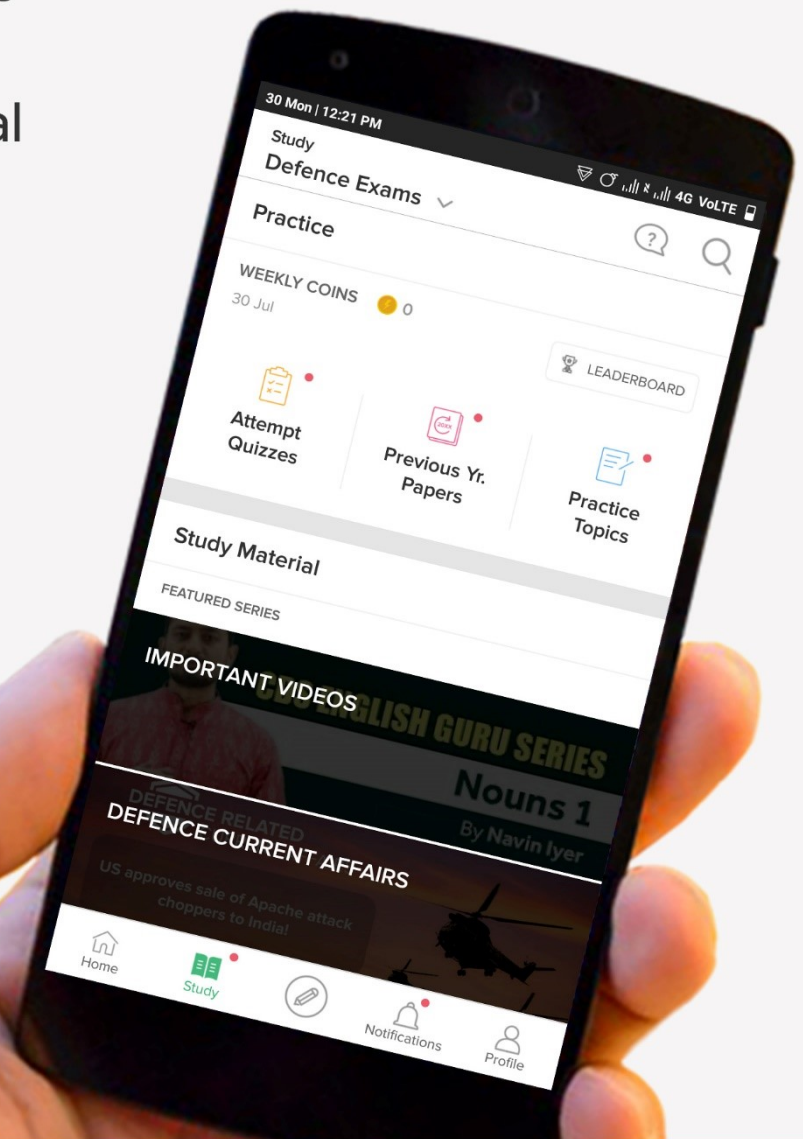 al
30 Mon | 12:21 PM
4G VoLTE
Study
Defence Exams
Practice
?
WEEKLY COINS 0
30 Jul
LEADERBOARD
Attempt
Quizzes
Previous Yr.
Papers
Practice
Topics
Study Material
FEATURED SERIES
IMPORTANT VIDEOS
ENGLISH GURU SERIES
Nouns 1
By Navin Iyer
DEFENCE RELATED
DEFENCE CURRENT AFFAIRS
US approves sale of Apache attack
choppers to India!
Home
Study
Notifications
Profile